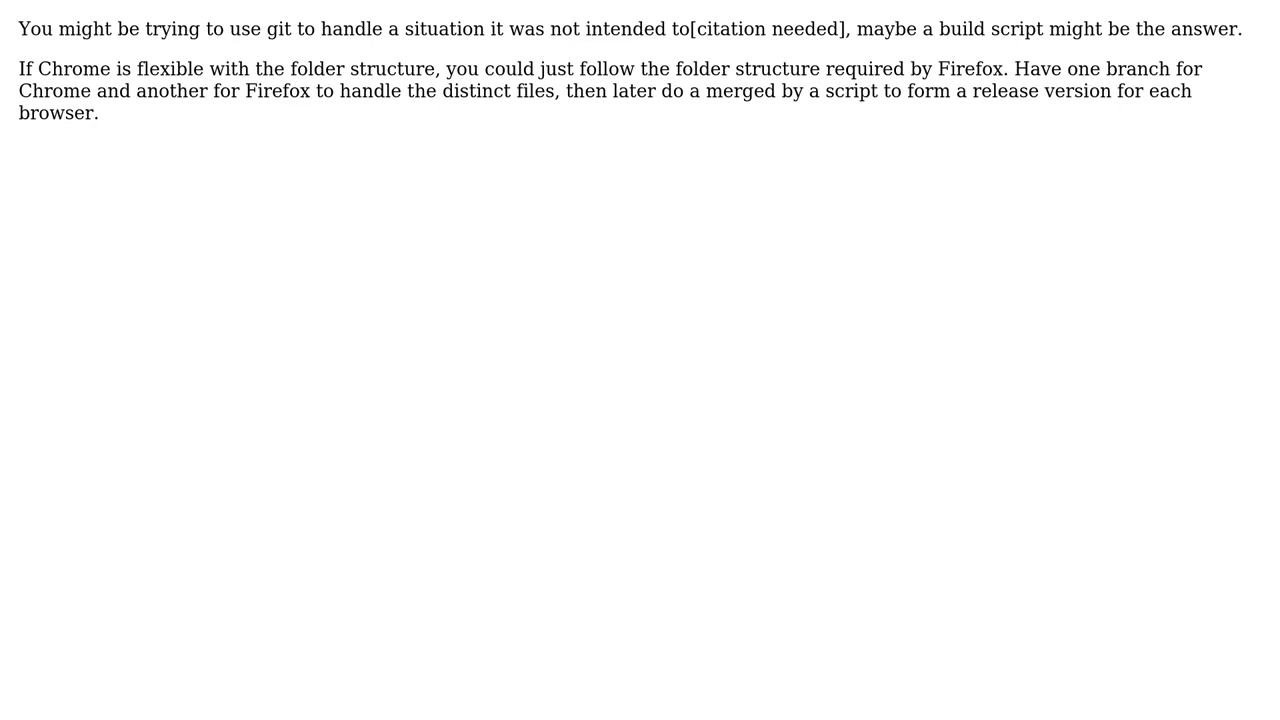 You might be trying to use git to handle a situation it was not intended to[citation needed], maybe a build script might be the answer.
If Chrome is flexible with the folder structure, you could just follow the folder structure required by Firefox. Have one branch for
Chrome and another for Firefox to handle the distinct files, then later do a merged by a script to form a release version for each
browser.